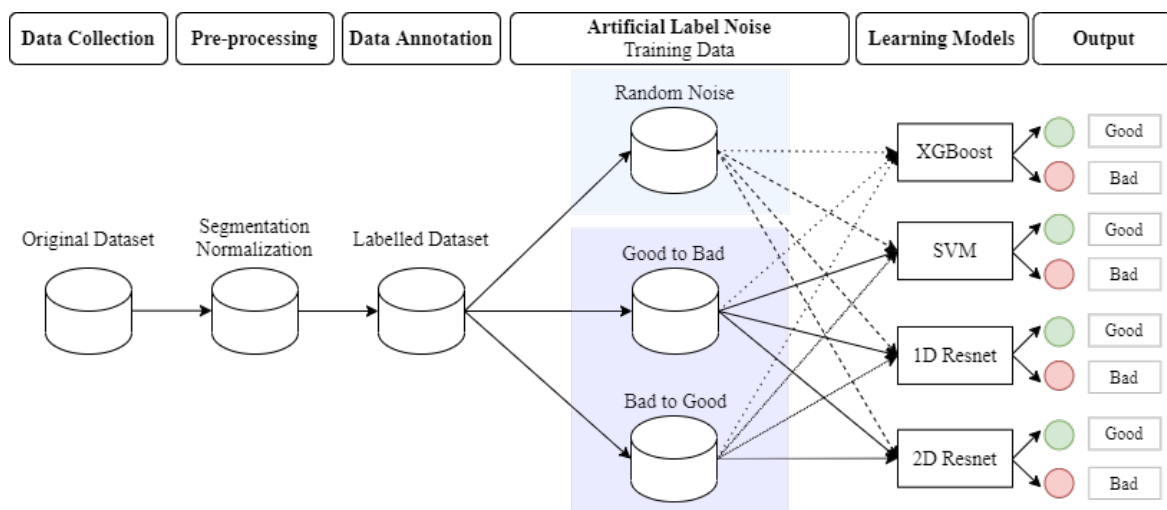 Data Collection
Pre-processing
Data Annotation
Artificial Label Noise
Training Data
Learning Models
Output
Original Dataset
Segmentation
Normalization
Labelled Dataset
Random Noise
Good to Bad
Bad to Good
XGBoost
Good
Bad
SVM
Good
Bad
1D Resnet
Good
Bad
2D Resnet
Good
Bad